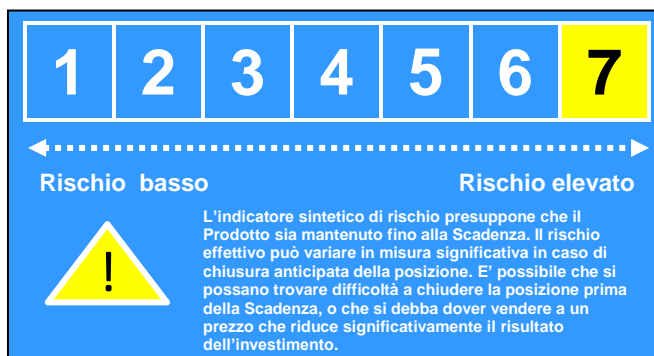 1 2 3 4 5 6 7
Rischio basso Rischio elevato
L'indicatore sintetico di rischio presuppone che il
Prodotto sia mantenuto fino alla Scadenza. Il rischio
effettivo può variare in misura significativa in caso di
chiusura anticipata della posizione. E' possibile che si
possano trovare difficoltà a chiudere la posizione prima
della Scadenza, o che si debba dover vendere a un
prezzo che riduce significativamente il risultato
dell'investimento.
!